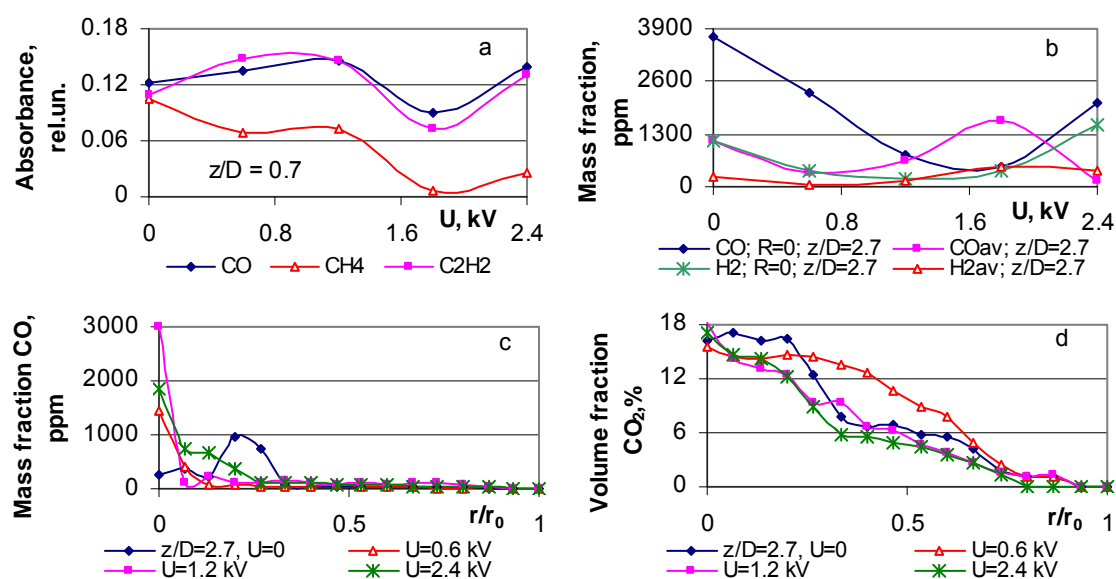 Absorbance, rel.un.
0.18
0.12
0.06
0
a
z/D = 0.7
0 0.8 1.6 2.4
U, kV
CO CH4 C2H2
Mass fraction, ppm
3900
2600
1300
0
b
0 0.8 1.6 2.4
U, kV
CO; R=0; z/D=2.7 COav; z/D=2.7
H2; R=0; z/D=2.7 H2av; z/D=2.7
Mass fraction CO, ppm
3000
2000
1000
0
c
0 0.5 1
r/r0
z/D=2.7, U=0 U=0.6 kV
U=1.2 kV U=2.4 kV
Volume fraction CO2,%
18
12
6
0
d
0 0.5 1
r/r0
z/D=2.7, U=0 U=0.6 kV
U=1.2 kV U=2.4 kV